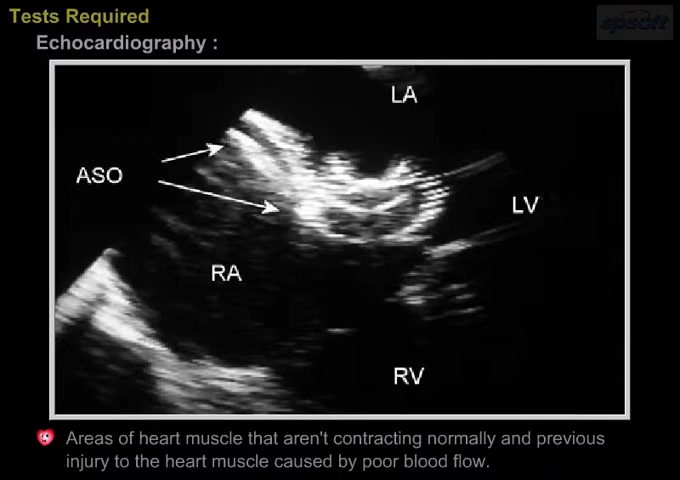 Tests Required
spsoft
Echocardiography :
LA
ASO
LV
RA
RV
Areas of heart muscle that aren't contracting normally and previous
injury to the heart muscle caused by poor blood flow.